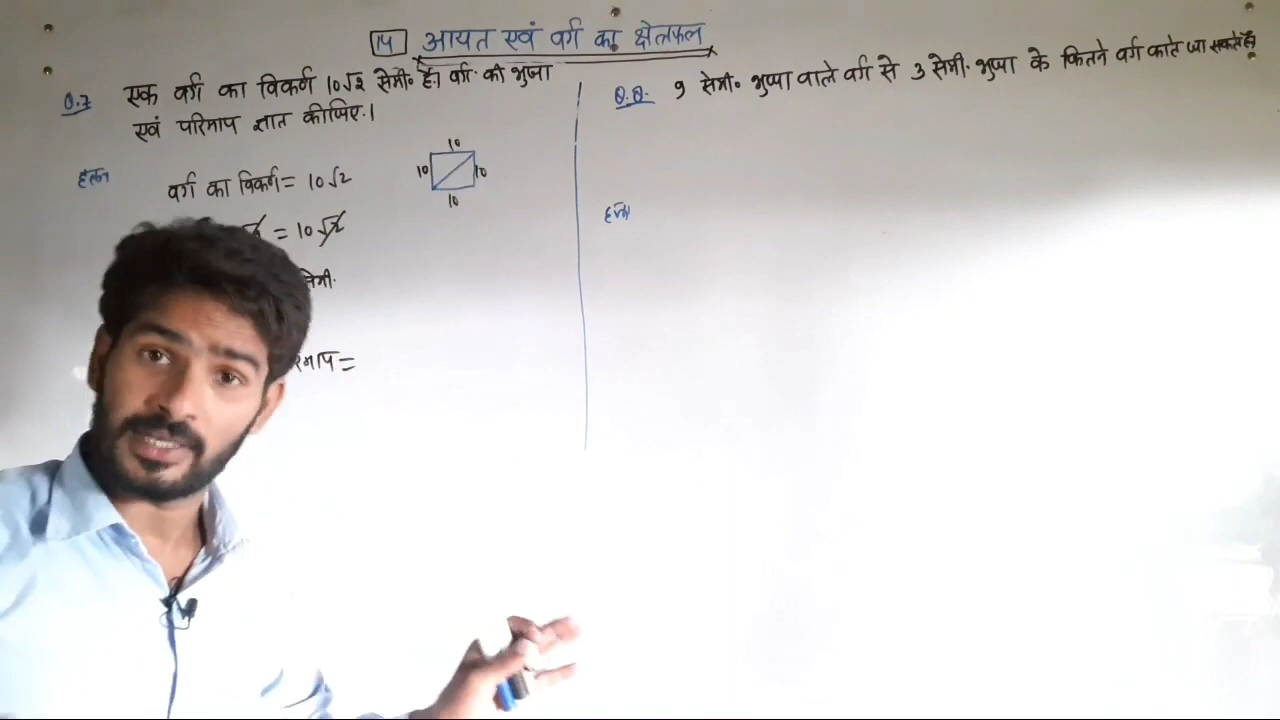 14 आयत एवं वर्ग का क्षेत्रफल
Q.7 एक वर्ग का विकर्ण 10√2 सेमी॰ है। वर्ग की भुजा
एवं परिमाप ज्ञात कीजिए।
हल
वर्ग का विकर्ण = 10√2
= 10√2
सेमी.
रमाप =
10
10
10
10
Q.8. 9 सेमी॰ भुजा वाले वर्ग से 3 सेमी. भुजा के कितने वर्ग काटे जा सकते है।
हल